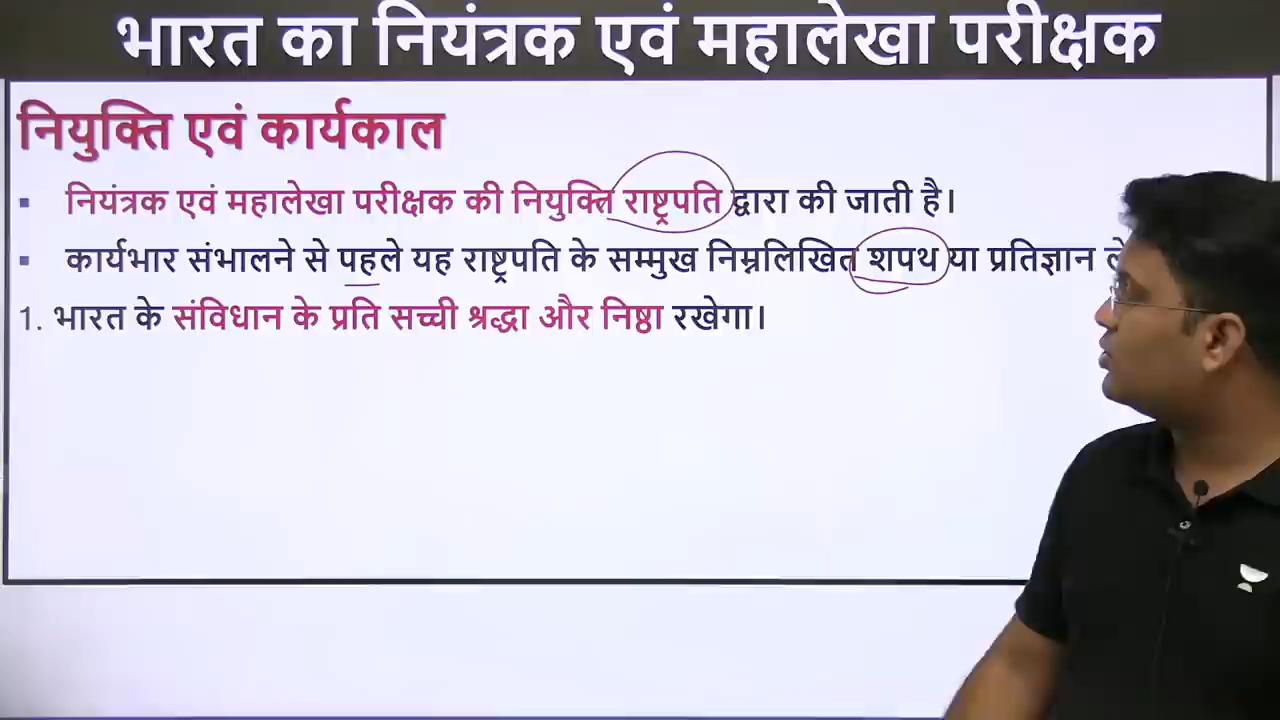 भारत का नियंत्रक एवं महालेखा परीक्षक
नियुक्ति एवं कार्यकाल
▪ नियंत्रक एवं महालेखा परीक्षक की नियुक्ति राष्ट्रपति द्वारा की जाती है।
▪ कार्यभार संभालने से पहले यह राष्ट्रपति के सम्मुख निम्नलिखित शपथ या प्रतिज्ञान
1. भारत के संविधान के प्रति सच्ची श्रद्धा और निष्ठा रखेगा।